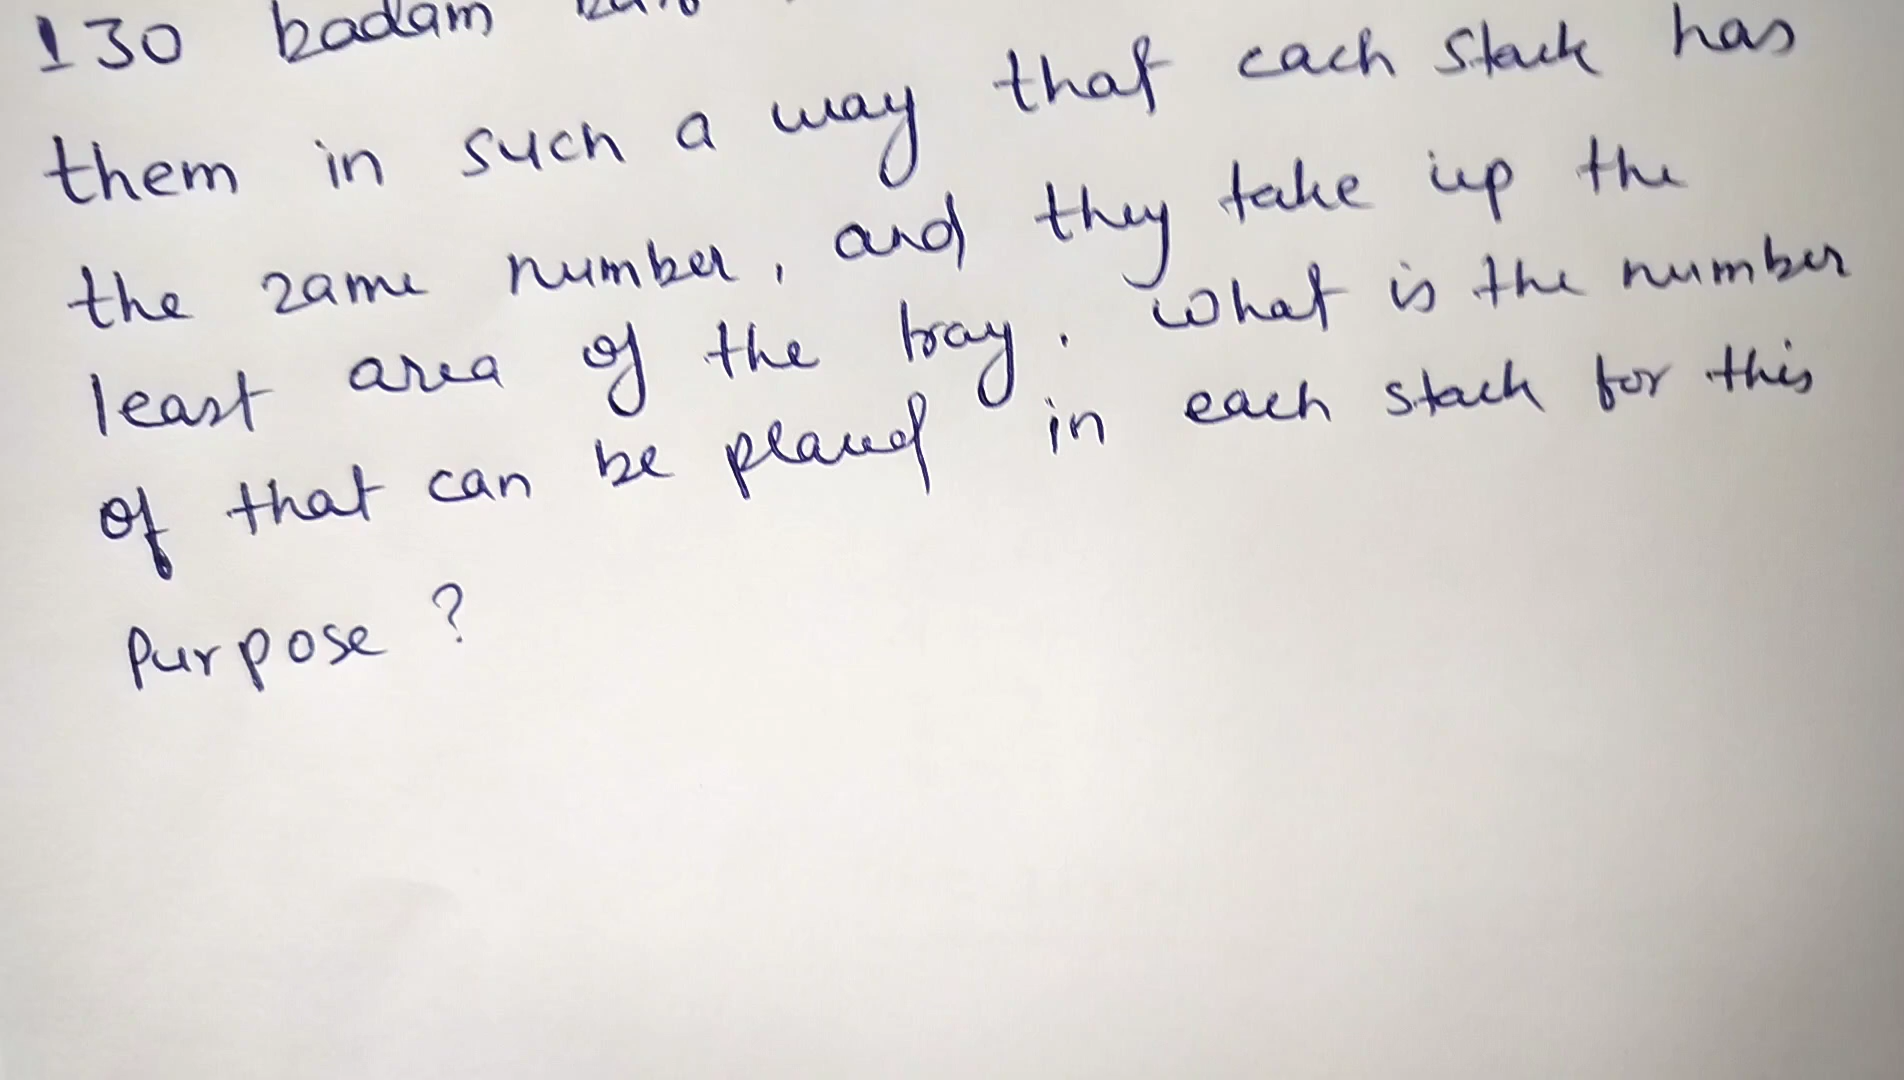 130 badam
them in such a way that each stack has
the same number, and they take up the
least area of the tray. What is the number
of that can be placed in each stack for this
Purpose ?